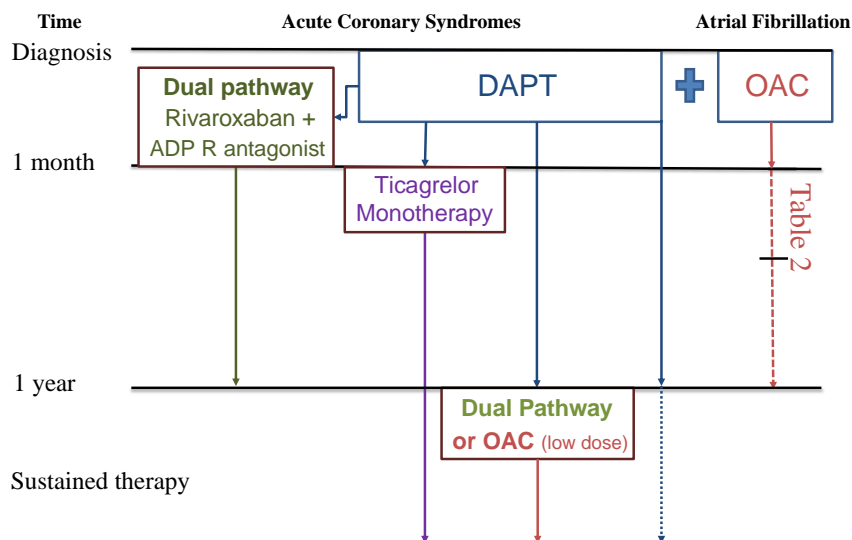 Time
Acute Coronary Syndromes
Atrial Fibrillation
Diagnosis
Dual pathway
Rivaroxaban +
ADP R antagonist
DAPT
OAC
1 month
Ticagrelor
Monotherapy
Table 2
1 year
Dual Pathway
or OAC (low dose)
Sustained therapy